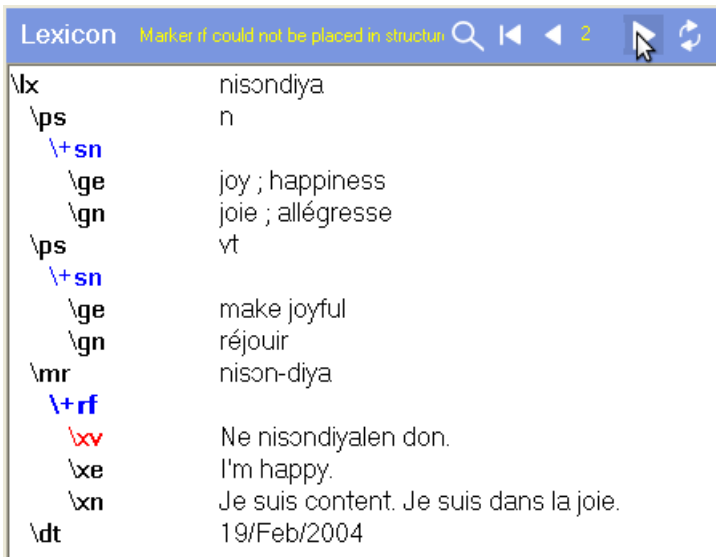 Lexicon Marker rf could not be placed in structur 2
\lx nisɔndiya
\ps n
\+sn
\ge joy ; happiness
\gn joie ; allégresse
\ps vt
\+sn
\ge make joyful
\gn réjouir
\mr nisɔn-diya
\+rf
\xv Ne nisɔndiyalen don.
\xe I'm happy.
\xn Je suis content. Je suis dans la joie.
\dt 19/Feb/2004